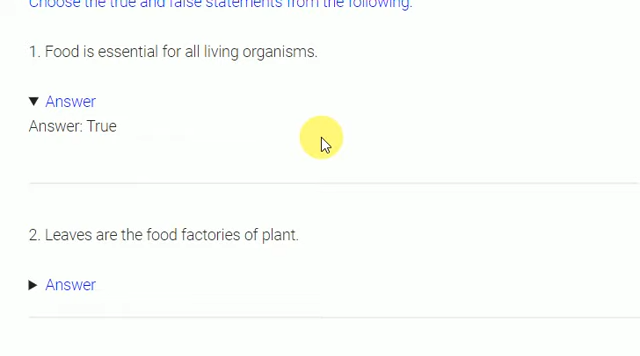 Choose the true and false statements from the following.
1. Food is essential for all living organisms.
Answer
Answer: True
2. Leaves are the food factories of plant.
Answer